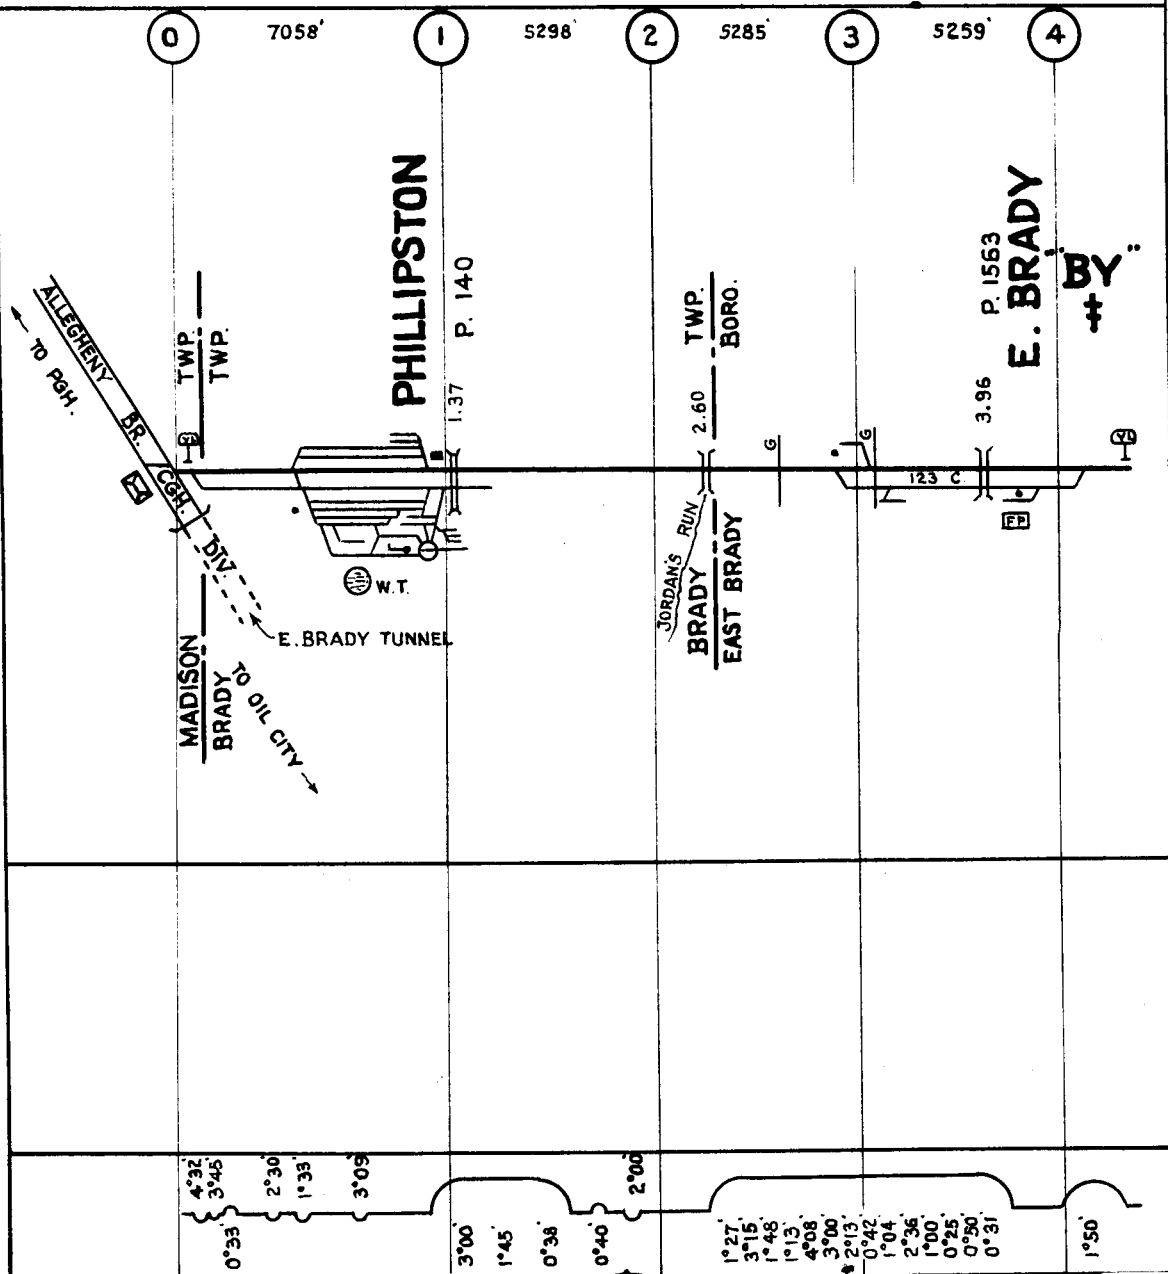 0 7058' 1 5298' 2 5285' 3 5259' 4
ALLEGHENY BR.
TO PGH.
TWP.
TWP.
YL
PHILLIPSTON
P. 140
1.37
TWP.
BORO.
2.60
G
G
P. 1563
E. BRADY
"BY"
3.96
YL
CGH. DIV.
123 C
FP
W.T.
E. BRADY TUNNEL
JORDAN'S RUN
BRADY
EAST BRADY
MADISON
BRADY
TO OIL CITY
4°32'
3°45'
0°33'
2°30'
1°33'
3°09'
3°00'
1°45'
0°38'
0°40'
2°00'
1°27'
3°15'
1°48'
1°13'
4°08'
3°00'
2°13'
0°42'
1°04'
2°36'
1°00'
0°25'
0°50'
0°31'
1°50'